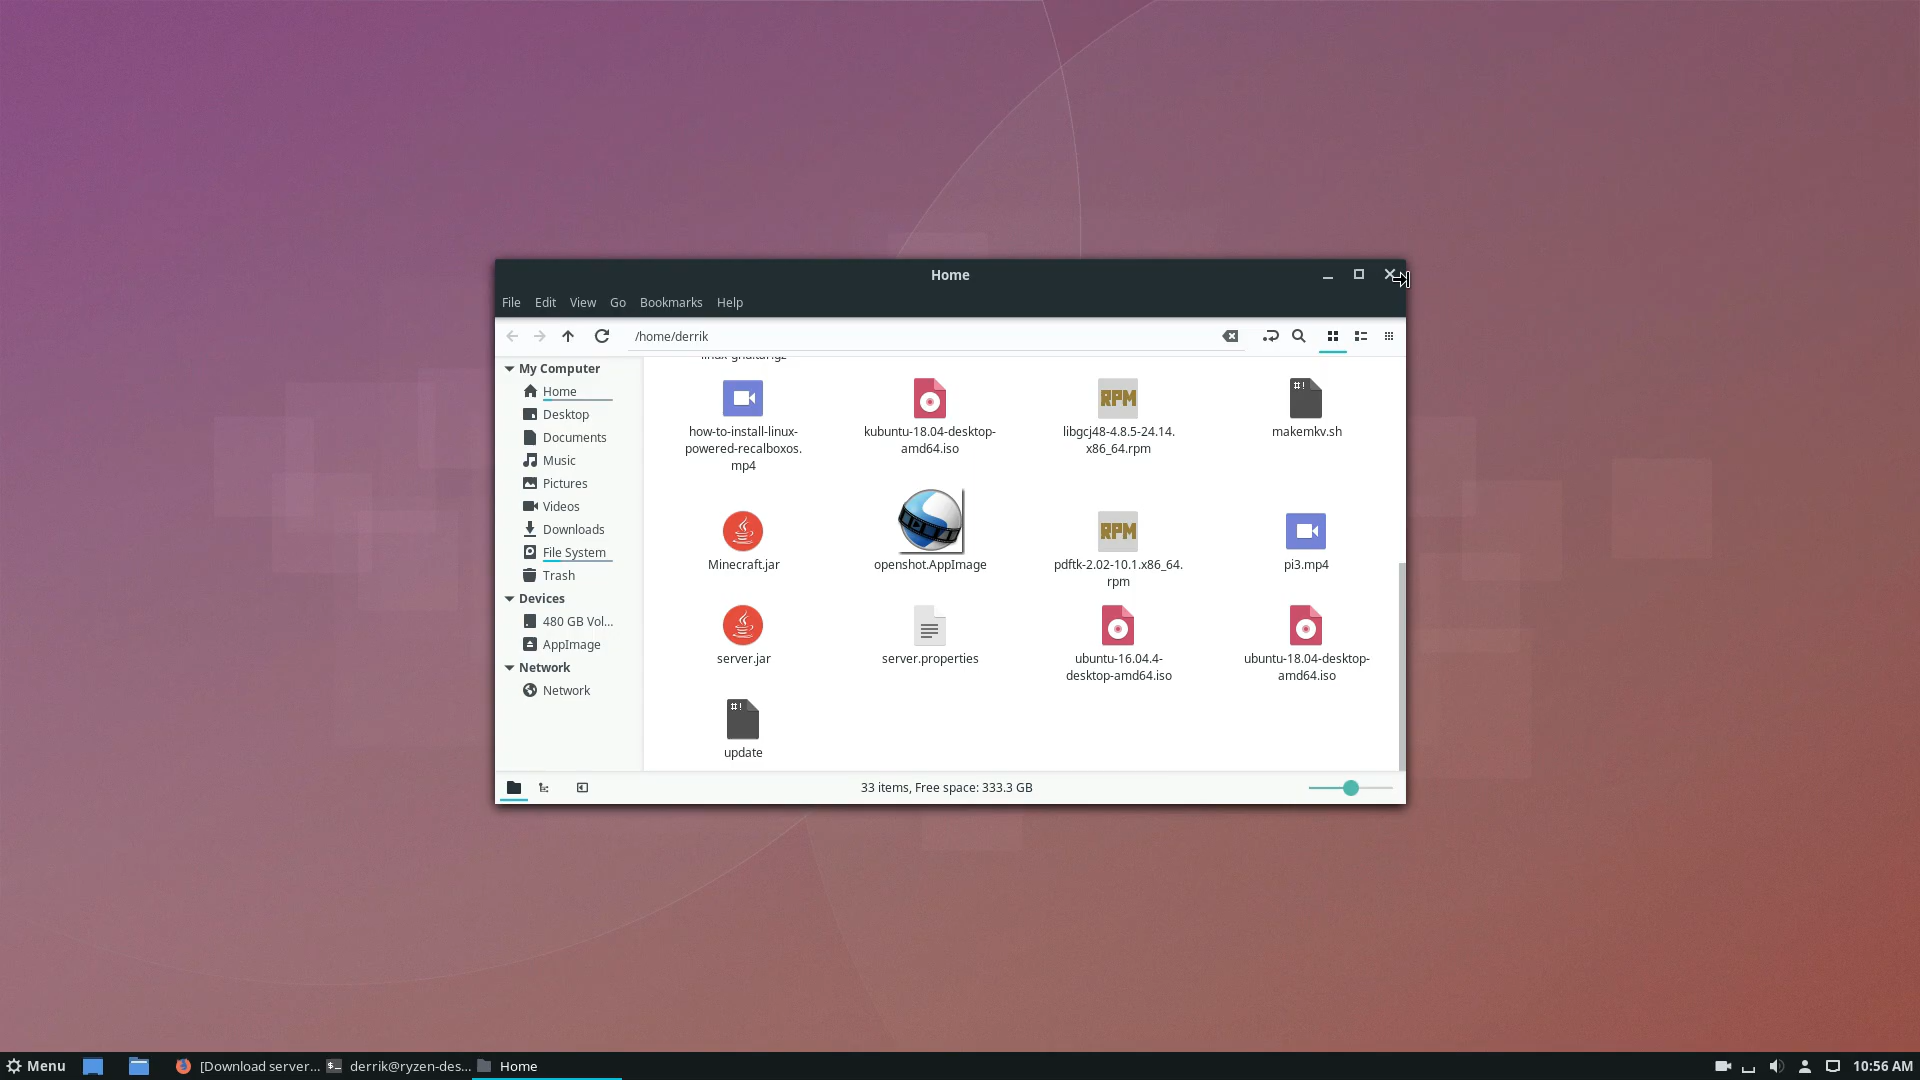 Home
File Edit View Go Bookmarks Help
/home/derrik
My Computer
Home
Desktop
Documents
Music
Pictures
Videos
Downloads
File System
Trash
Devices
480 GB Vol...
AppImage
Network
Network
how-to-install-linux-
powered-recalboxos.
mp4
kubuntu-18.04-desktop-
amd64.iso
RPM
libgcj48-4.8.5-24.14.
x86_64.rpm
#!
makemkv.sh
Minecraft.jar
openshot.AppImage
RPM
pdftk-2.02-10.1.x86_64.
rpm
pi3.mp4
server.jar
server.properties
ubuntu-16.04.4-
desktop-amd64.iso
ubuntu-18.04-desktop-
amd64.iso
#!
update
33 items, Free space: 333.3 GB
Menu [Download server... derrik@ryzen-des... Home 10:56 AM